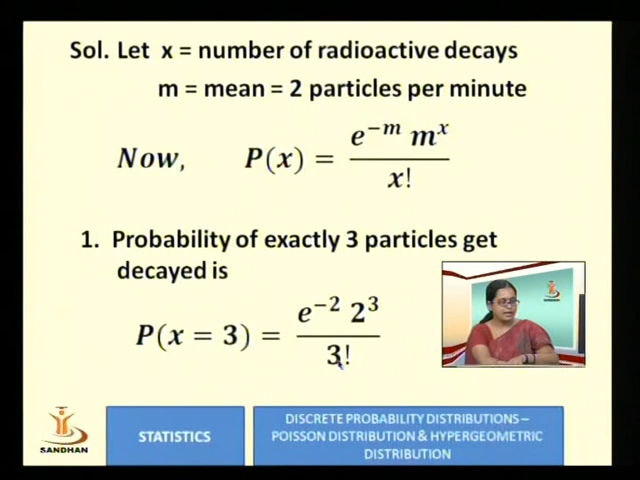 Sol. Let x = number of radioactive decays
m = mean = 2 particles per minute
Now, P(x) = e^{−m} m^x / x!
1. Probability of exactly 3 particles get
decayed is
P(x = 3) = e^{−2} 2^3 / 3!
SANDHAN
STATISTICS
DISCRETE PROBABILITY DISTRIBUTIONS –
POISSON DISTRIBUTION & HYPERGEOMETRIC
DISTRIBUTION
SANDHAN